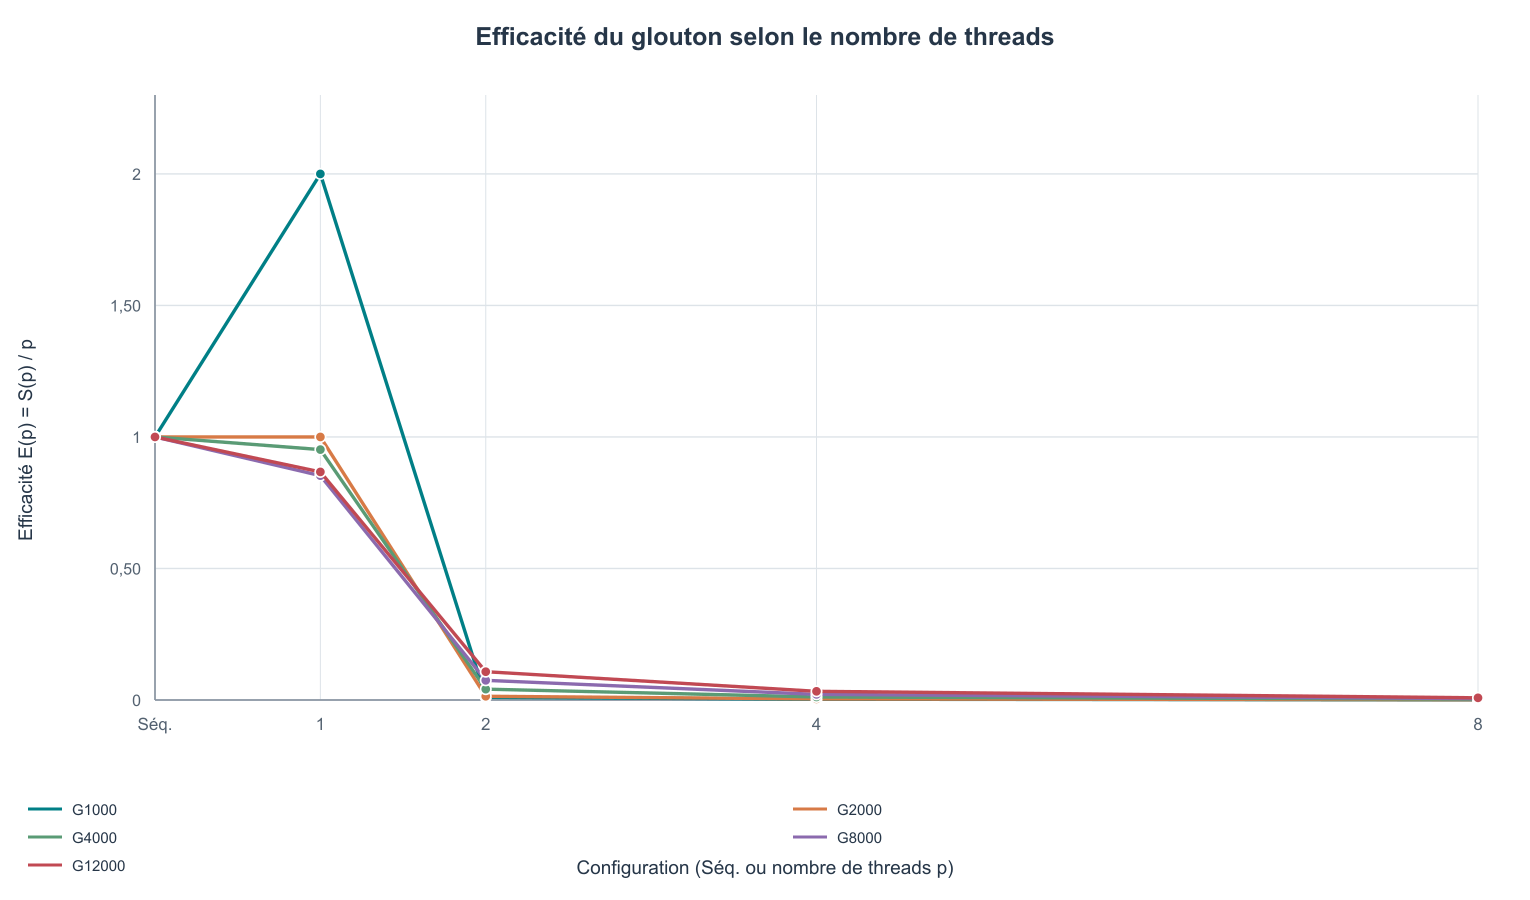 Efficacité du glouton selon le nombre de threads
Efficacité E(p) = S(p) / p
2
1,50
1
0,50
0
Séq. 1 2 4 8
G1000 G2000
G4000 G8000
G12000
Configuration (Séq. ou nombre de threads p)